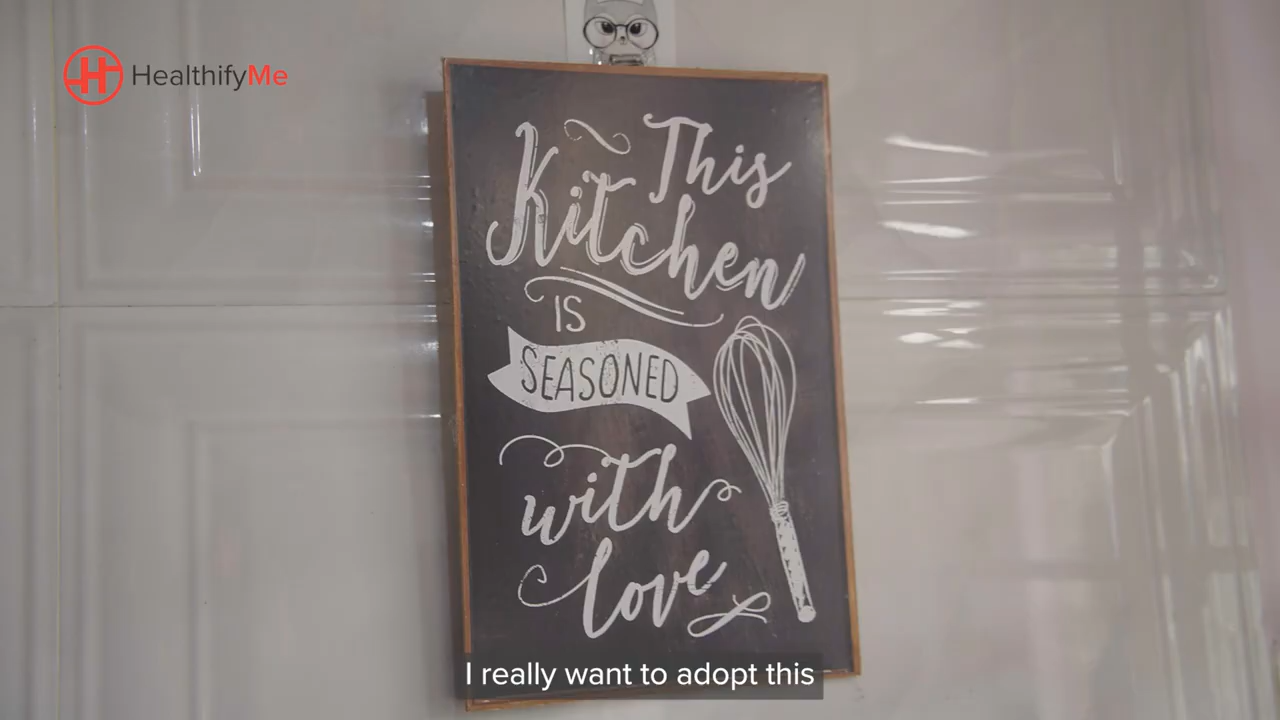 HealthifyMe
This
Kitchen
IS
SEASONED
with
love
I really want to adopt this